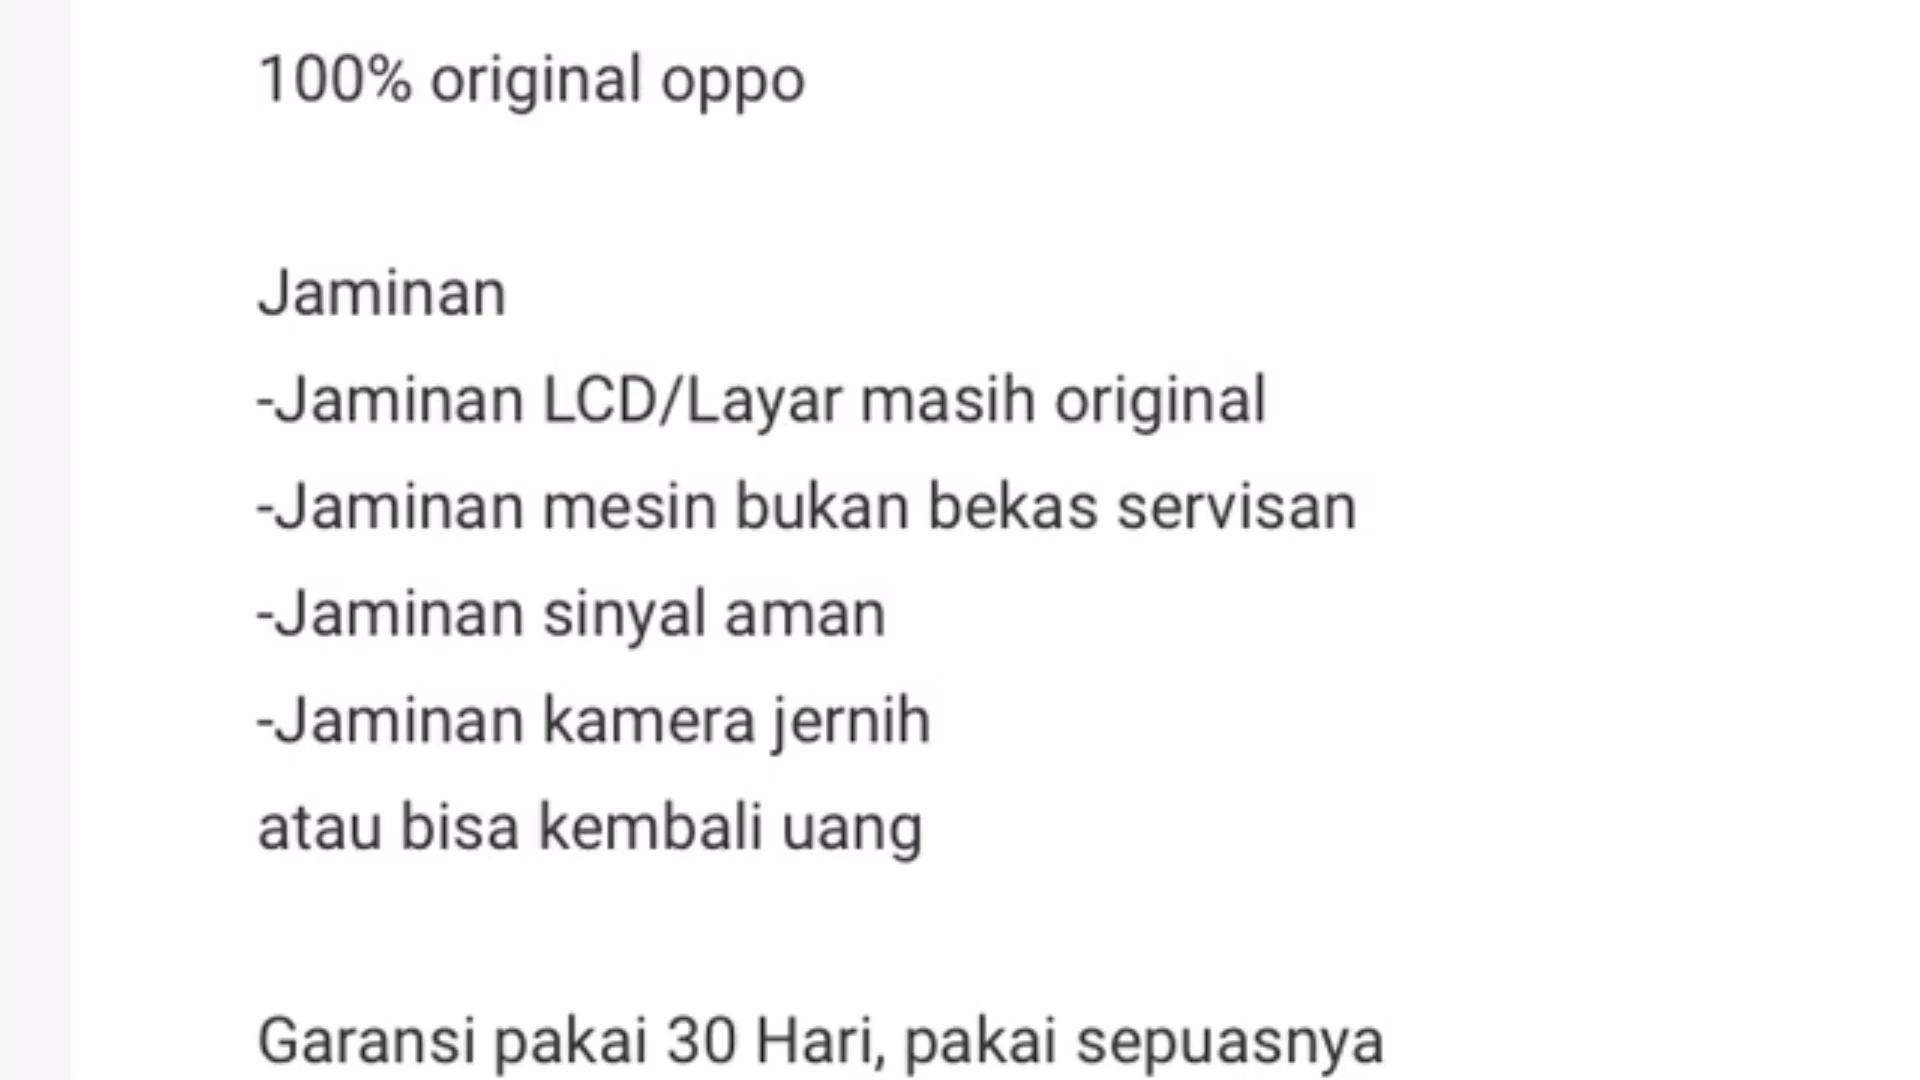 100% original oppo
Jaminan
-Jaminan LCD/Layar masih original
-Jaminan mesin bukan bekas servisan
-Jaminan sinyal aman
-Jaminan kamera jernih
atau bisa kembali uang
Garansi pakai 30 Hari, pakai sepuasnya